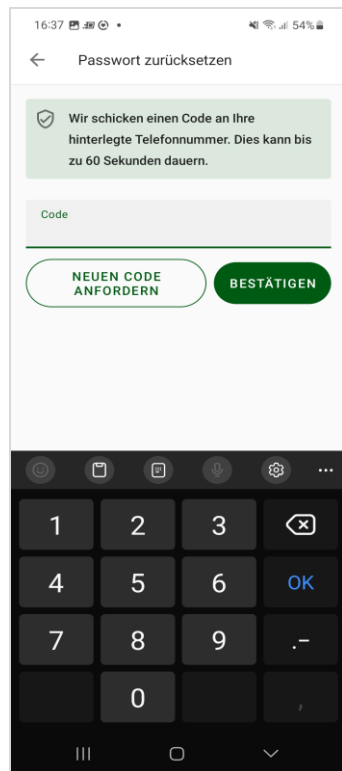 16:37 54%
Passwort zurücksetzen
Wir schicken einen Code an Ihre
hinterlegte Telefonnummer. Dies kann bis
zu 60 Sekunden dauern.
Code
NEUEN CODE
ANFORDERN
BESTÄTIGEN
1 2 3
4 5 6 OK
7 8 9 .–
0 ,